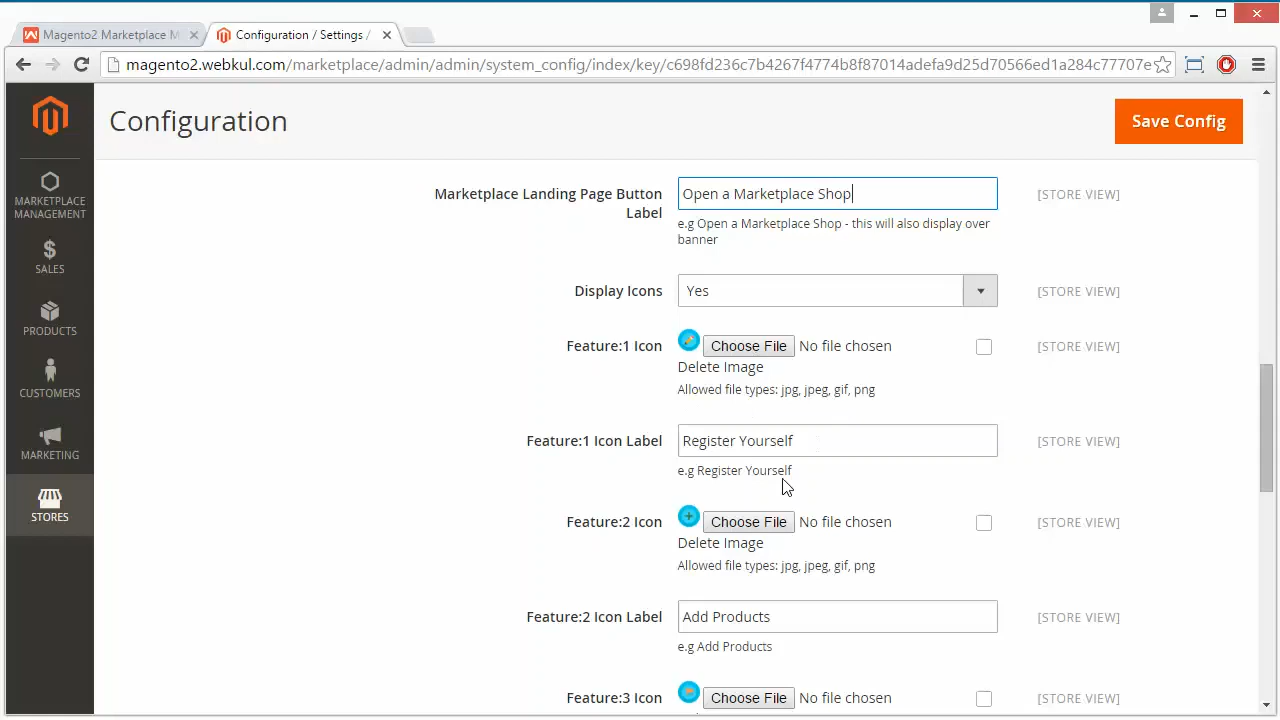 Magento2 Marketplace M
Configuration / Settings /
magento2.webkul.com/marketplace/admin/admin/system_config/index/key/c698fd236c7b4267f4774b8f87014adefa9d25d70566ed1a284c77707e
Configuration
Save Config
MARKETPLACE
MANAGEMENT
SALES
PRODUCTS
CUSTOMERS
MARKETING
STORES
Marketplace Landing Page Button
Label
Open a Marketplace Shop
[STORE VIEW]
e.g Open a Marketplace Shop - this will also display over
banner
Display Icons
Yes
[STORE VIEW]
Feature:1 Icon
Choose File No file chosen
[STORE VIEW]
Delete Image
Allowed file types: jpg, jpeg, gif, png
Feature:1 Icon Label
Register Yourself
[STORE VIEW]
e.g Register Yourself
Feature:2 Icon
Choose File No file chosen
[STORE VIEW]
Delete Image
Allowed file types: jpg, jpeg, gif, png
Feature:2 Icon Label
Add Products
[STORE VIEW]
e.g Add Products
Feature:3 Icon
Choose File No file chosen
[STORE VIEW]